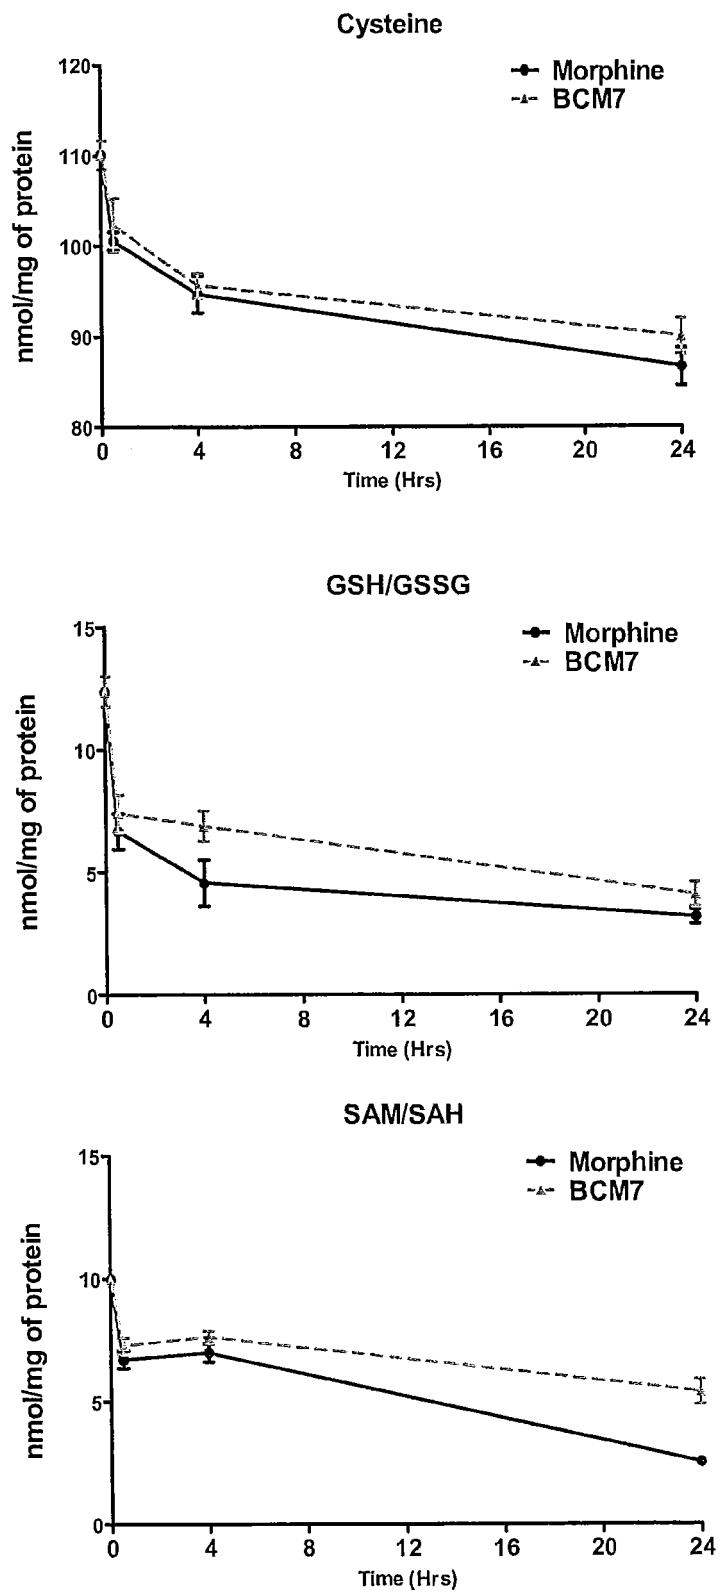 Cysteine
120
Morphine
BCM7
110
100
90
80
nmol/mg of protein
0 4 8 12 16 20 24
Time (Hrs)
GSH/GSSG
15
Morphine
BCM7
10
5
0
nmol/mg of protein
0 4 8 12 16 20 24
Time (Hrs)
SAM/SAH
15
Morphine
BCM7
10
5
0
nmol/mg of protein
0 4 8 12 16 20 24
Time (Hrs)